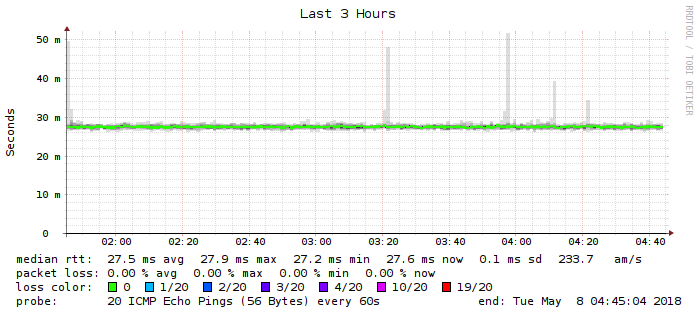 Last 3 Hours
RRDTOOL / TOBI OETIKER
Seconds
50 m
40 m
30 m
20 m
10 m
0
02:00 02:20 02:40 03:00 03:20 03:40 04:00 04:20 04:40
median rtt: 27.5 ms avg 27.9 ms max 27.2 ms min 27.6 ms now 0.1 ms sd 233.7 am/s
packet loss: 0.00 % avg 0.00 % max 0.00 % min 0.00 % now
loss color: 0 1/20 2/20 3/20 4/20 10/20 19/20
probe: 20 ICMP Echo Pings (56 Bytes) every 60s end: Tue May 8 04:45:04 2018